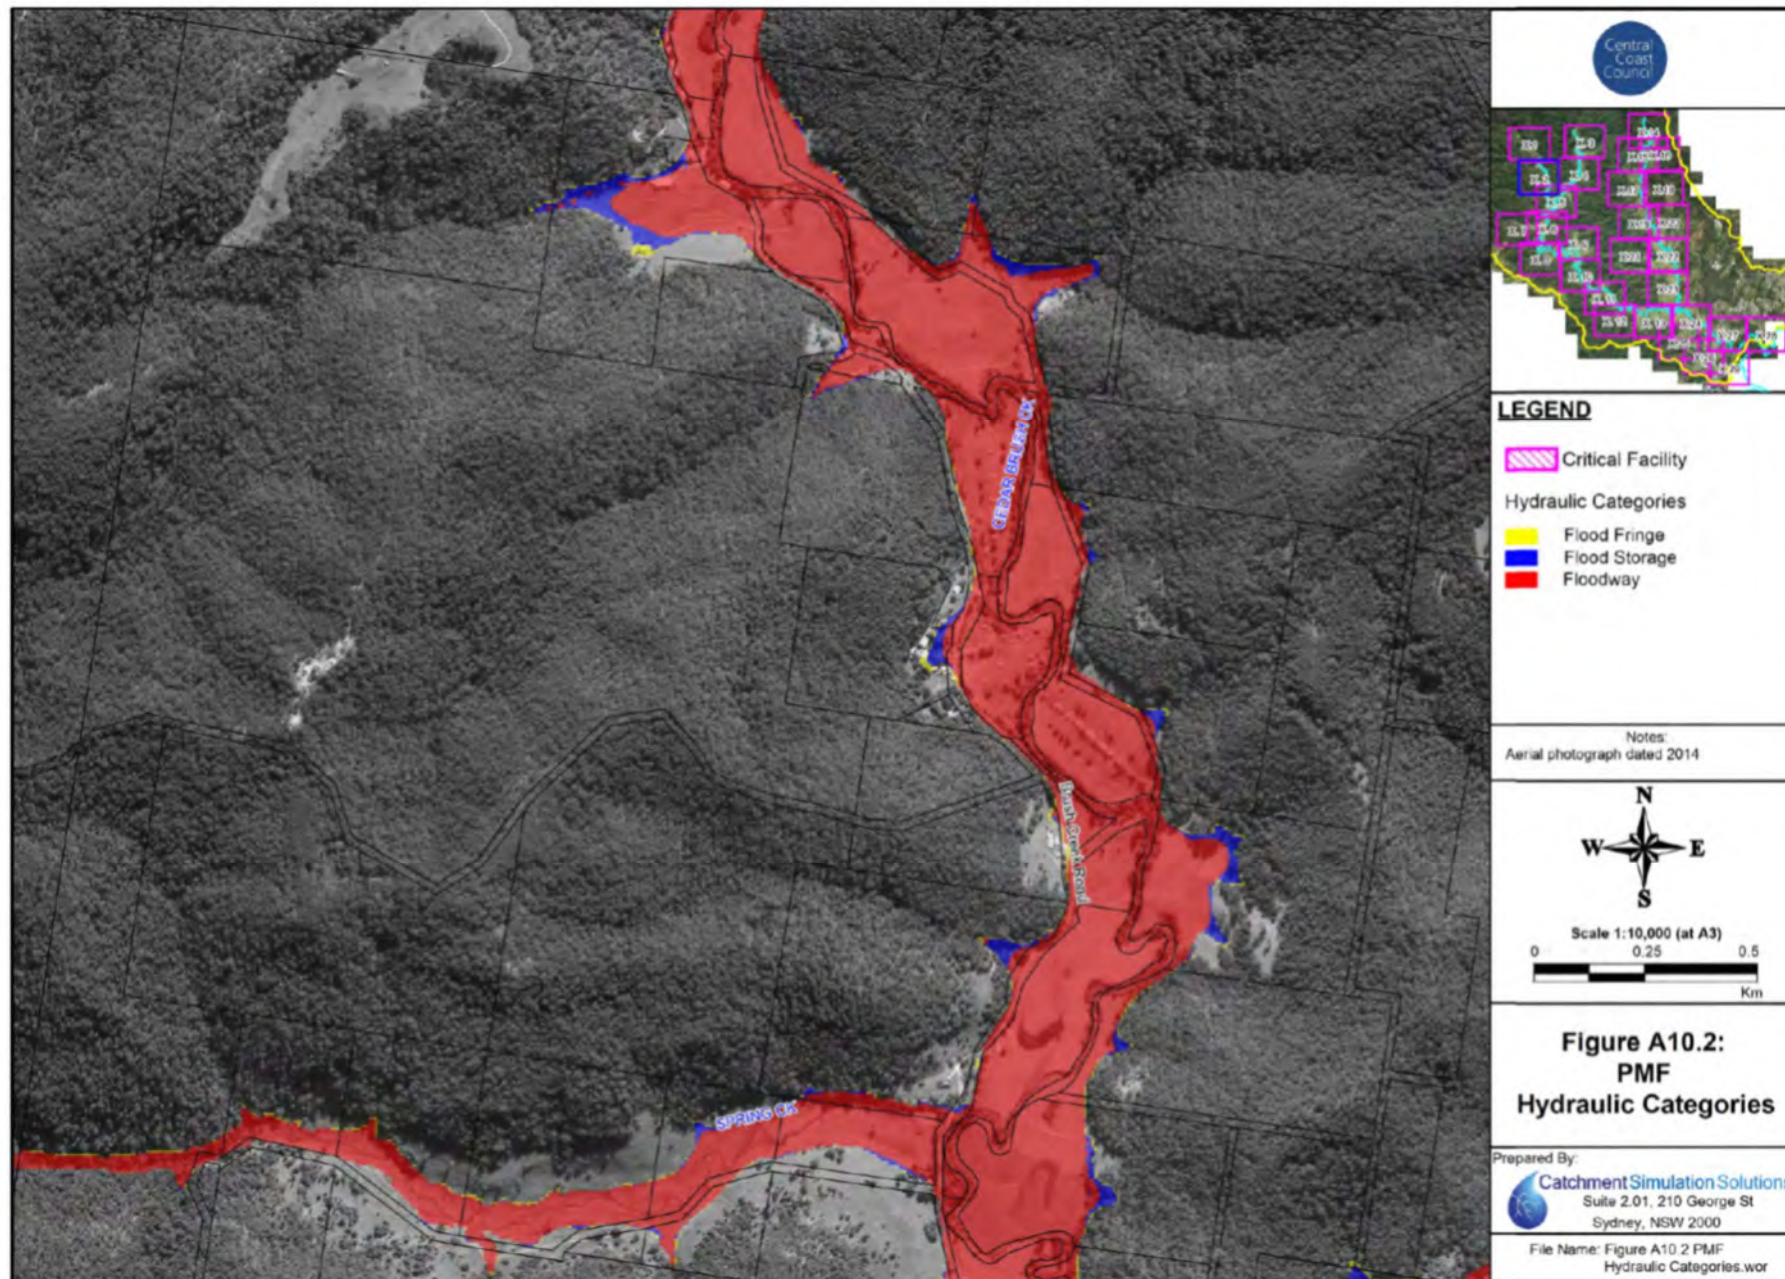 Central
Coast
Council
LEGEND
Critical Facility
Hydraulic Categories
Flood Fringe
Flood Storage
Floodway
Notes:
Aerial photograph dated 2014
N
W E
S
Scale 1:10,000 (at A3)
0 0.25 0.5
Km
Figure A10.2:
PMF
Hydraulic Categories
Prepared By:
Catchment Simulation Solutions
Suite 2.01, 210 George St
Sydney, NSW 2000
File Name: Figure A10.2 PMF
Hydraulic Categories.wor
CEDAR BRUSH CK
Brush Creek Road
SPRING CK